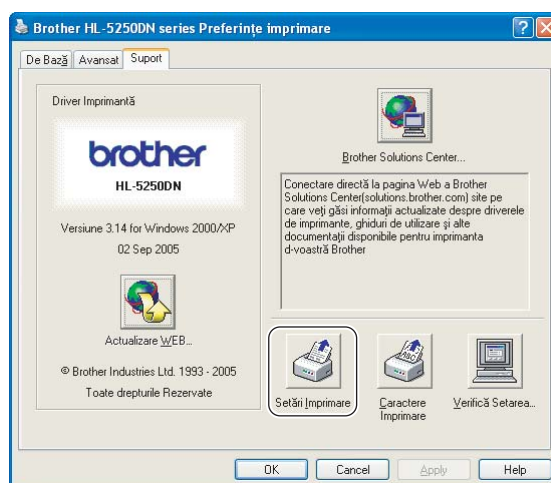 Brother HL-5250DN series Preferințe imprimare
De Bază
Avansat
Suport
Driver Imprimantă
brother
HL-5250DN
Versiune 3.14 for Windows 2000/XP
02 Sep 2005
Actualizare WEB...
© Brother Industries Ltd. 1993 - 2005
Toate drepturile Rezervate
Brother Solutions Center...
Conectare directă la pagina Web a Brother
Solutions Center(solutions.brother.com) site pe
care veți găsi informații actualizate despre driverele
de imprimante, ghiduri de utilizare și alte
documentații disponibile pentru imprimanta
d-voastră Brother
Setări Imprimare
Caractere
Imprimare
Verifică Setarea...
OK
Cancel
Apply
Help